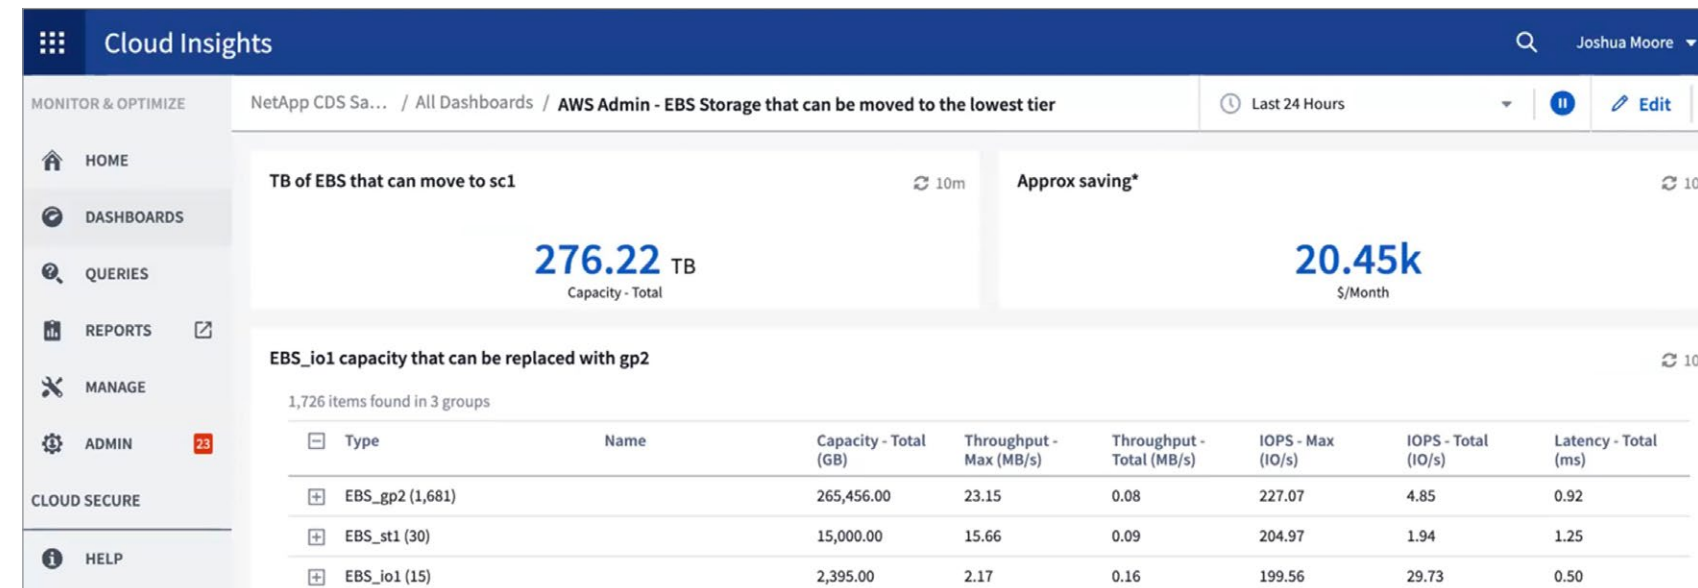 Cloud Insights
Joshua Moore
MONITOR & OPTIMIZE
HOME
DASHBOARDS
QUERIES
REPORTS
MANAGE
ADMIN 23
CLOUD SECURE
HELP
NetApp CDS Sa... / All Dashboards / AWS Admin - EBS Storage that can be moved to the lowest tier
Last 24 Hours
Edit
TB of EBS that can move to sc1
10m
276.22 TB
Capacity - Total
Approx saving*
10
20.45k
$/Month
EBS_io1 capacity that can be replaced with gp2
10
1,726 items found in 3 groups
Type Name Capacity - Total (GB) Throughput - Max (MB/s) Throughput - Total (MB/s) IOPS - Max (IO/s) IOPS - Total (IO/s) Latency - Total (ms)
EBS_gp2 (1,681) 265,456.00 23.15 0.08 227.07 4.85 0.92
EBS_st1 (30) 15,000.00 15.66 0.09 204.97 1.94 1.25
EBS_io1 (15) 2,395.00 2.17 0.16 199.56 29.73 0.50